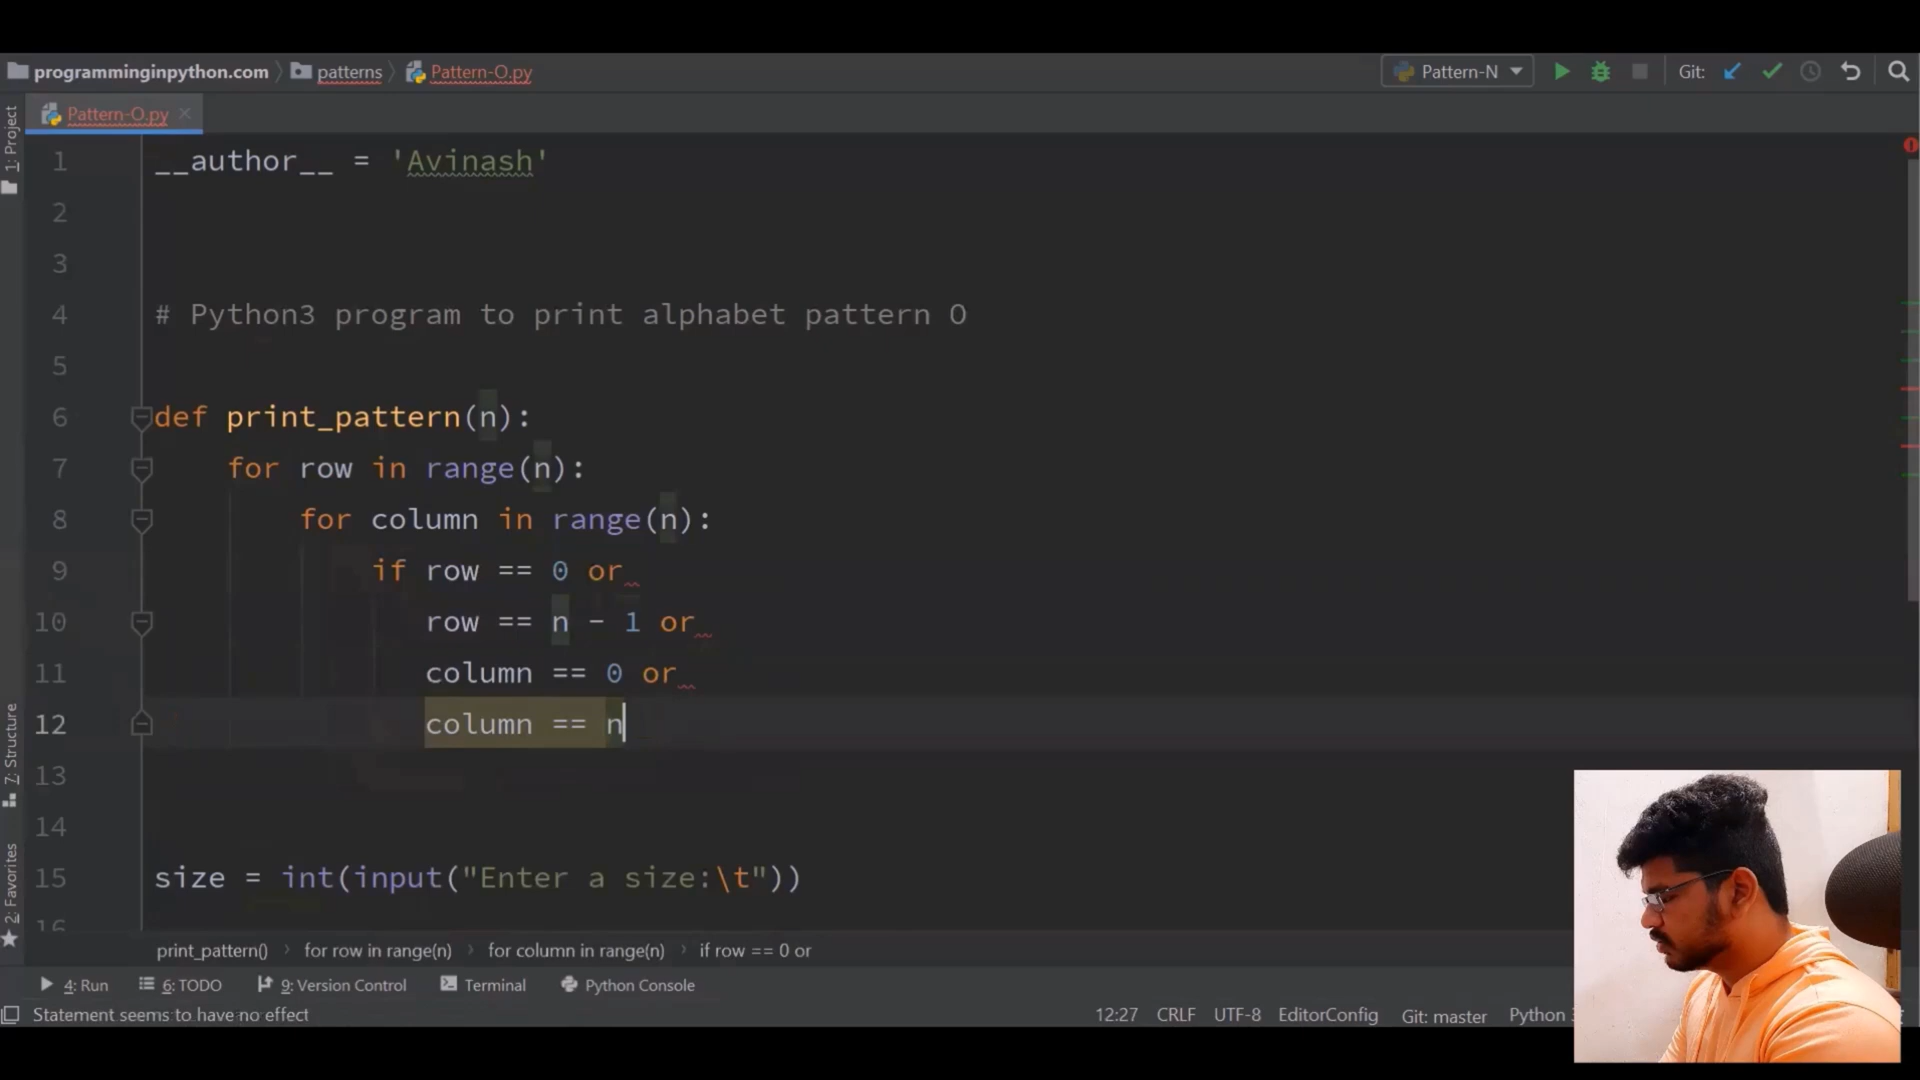 programminginpython.com patterns Pattern-O.py Pattern-N Git:
Pattern-O.py
1: Project
7: Structure
2: Favorites
1 __author__ = 'Avinash'
2
3
4 # Python3 program to print alphabet pattern O
5
6 def print_pattern(n):
7 for row in range(n):
8 for column in range(n):
9 if row == 0 or
10 row == n - 1 or
11 column == 0 or
12 column == n
13
14
15 size = int(input("Enter a size:\t"))
16
print_pattern() for row in range(n) for column in range(n) if row == 0 or
4: Run 6: TODO 9: Version Control Terminal Python Console
Statement seems to have no effect 12:27 CRLF UTF-8 EditorConfig Git: master Python